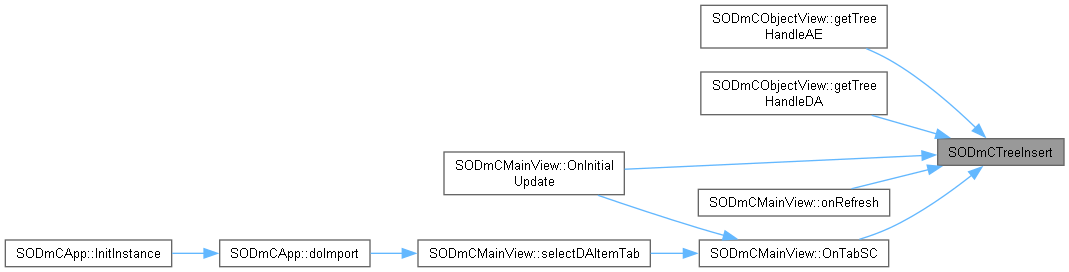 SODmCObjectView::getTree
HandleAE
SODmCObjectView::getTree
HandleDA
SODmCTreeInsert
SODmCMainView::OnInitial
Update
SODmCMainView::onRefresh
SODmCApp::InitInstance
SODmCApp::doImport
SODmCMainView::selectDAItemTab
SODmCMainView::OnTabSC